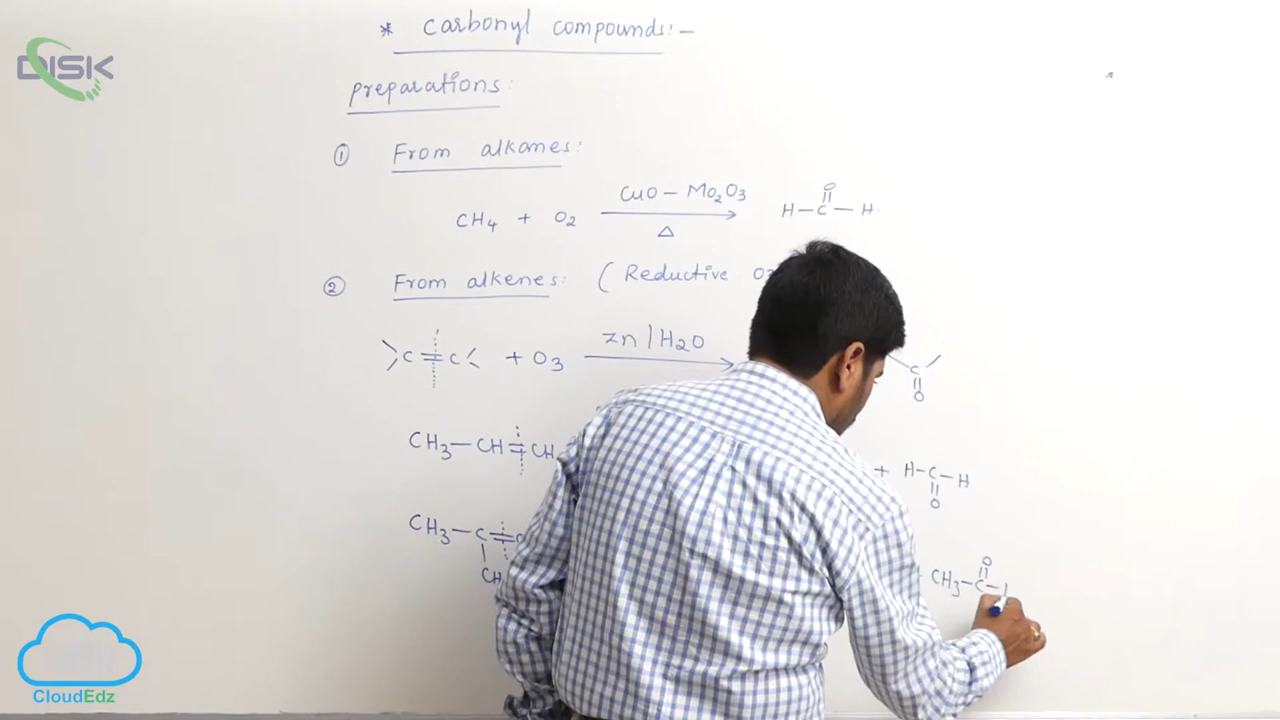 DISK
* carbonyl compounds:-
preparations:
① From alkanes:
CH4 + O2 CuO - Mo2O3 Δ H-C-H O
② From alkenes: (Reductive
C=C + O3 Zn | H2O C O
CH3-CH=CH + H-C-H O
CH3-C= CH3-C- O
CloudEdz